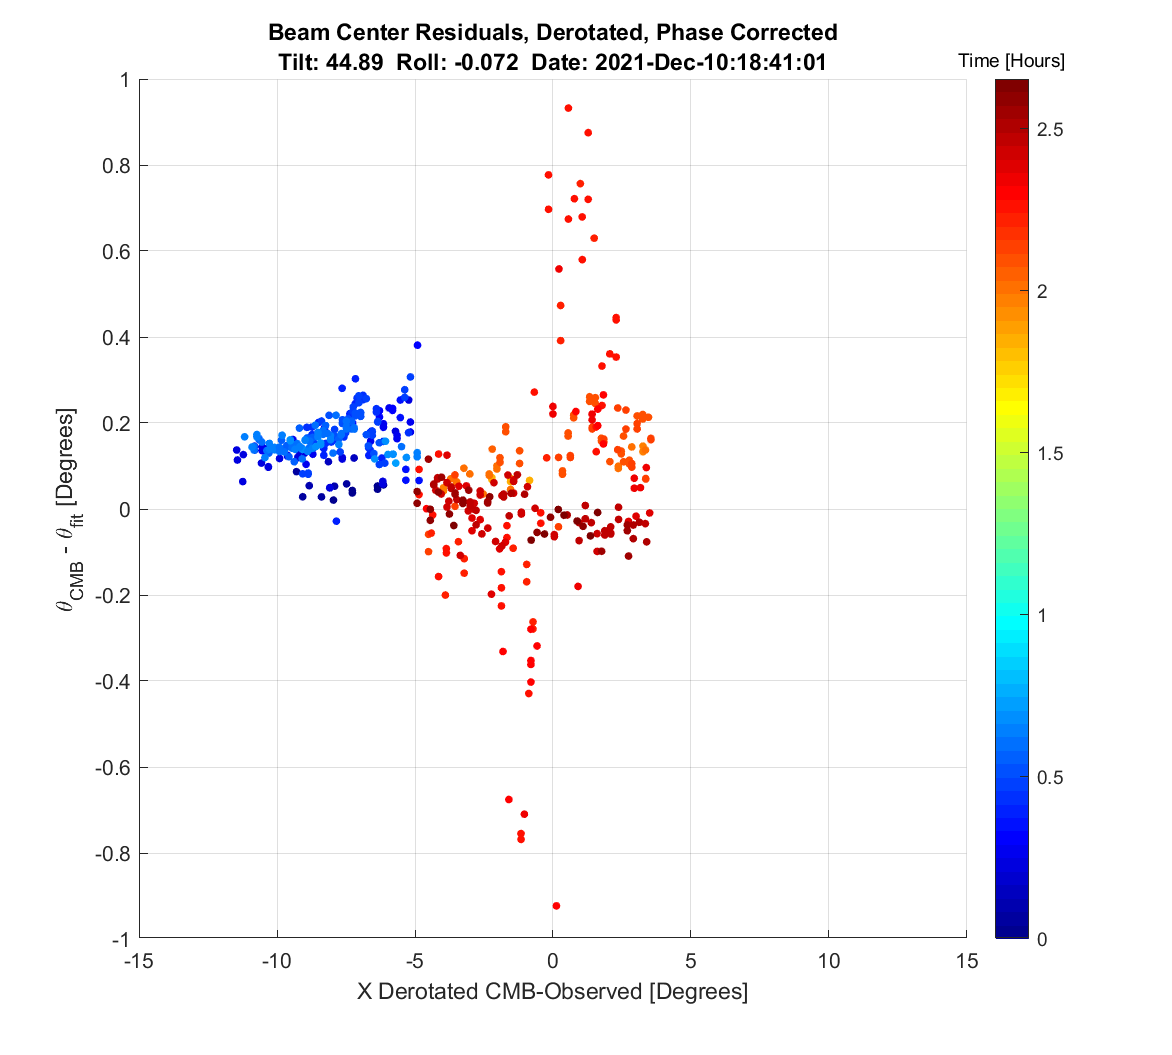 Beam Center Residuals, Derotated, Phase Corrected
Tilt: 44.89 Roll: -0.072 Date: 2021-Dec-10:18:41:01
Time [Hours]
1
0.8
0.6
0.4
0.2
0
-0.2
-0.4
-0.6
-0.8
-1
θCMB - θfit [Degrees]
-15 -10 -5 0 5 10 15
X Derotated CMB-Observed [Degrees]
2.5
2
1.5
1
0.5
0